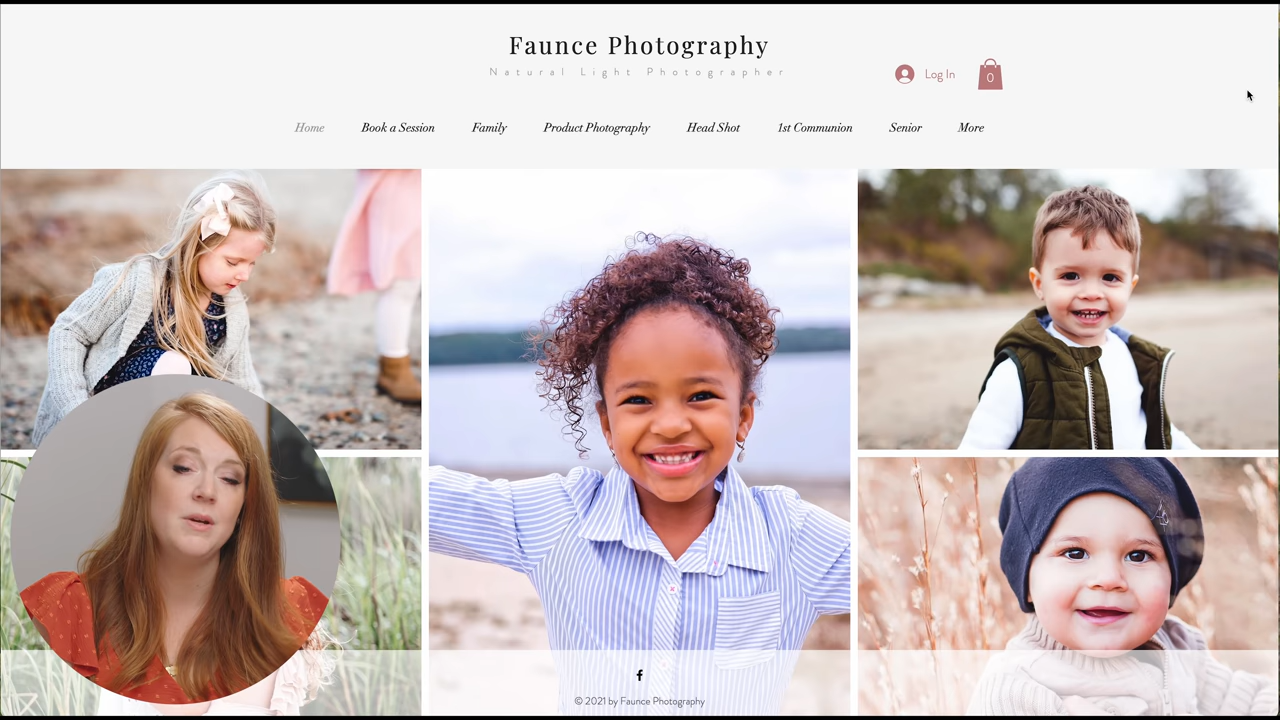 Faunce Photography
Natural Light Photographer
Log In
0
Home Book a Session Family Product Photography Head Shot 1st Communion Senior More
f
© 2021 by Faunce Photography